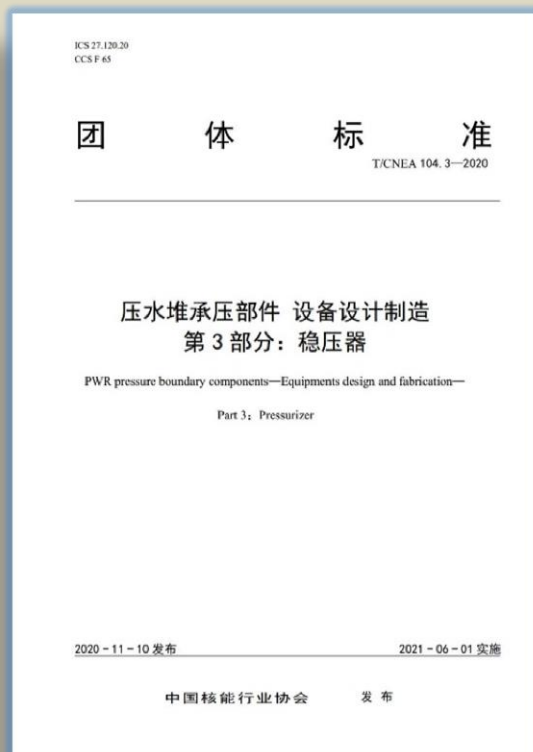 ICS 27.120.20
CCS F 65
团体标准
T/CNEA 104.3—2020
压水堆承压部件 设备设计制造
第3部分：稳压器
PWR pressure boundary components—Equipments design and fabrication—
Part 3：Pressurizer
2020-11-10 发布 2021-06-01 实施
中国核能行业协会 发布